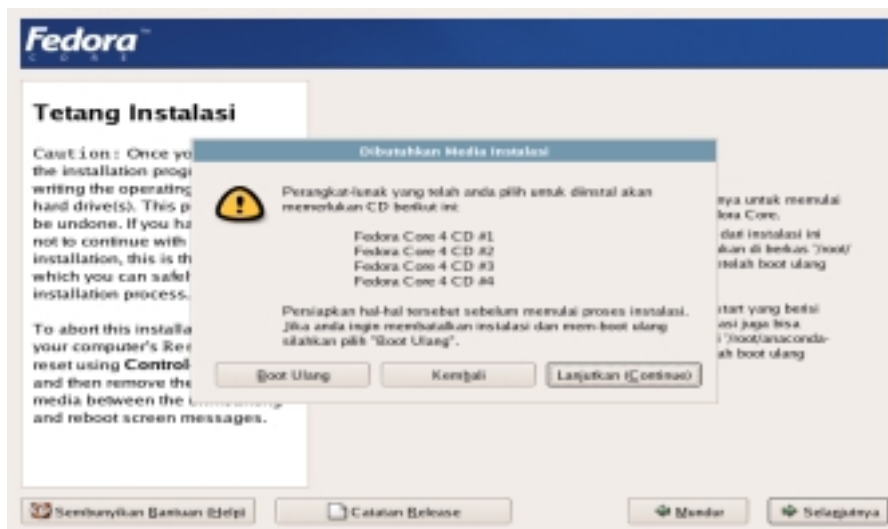 Fedora™
CORE
Tetang Instalasi
Caution: Once yo
the installation progr
writing the operating
hard drive(s). This p
be undone. If you ha
not to continue with
installation, this is th
which you can safel
installation process.
To abort this installa
your computer's Res
reset using Control-
and then remove the
media between the unmounting
and reboot screen messages.
Dibutuhkan Media Instalasi
Perangkat-lunak yang telah anda pilih untuk diinstal akan
memerlukan CD berikut ini:
Fedora Core 4 CD #1
Fedora Core 4 CD #2
Fedora Core 4 CD #3
Fedora Core 4 CD #4
Persiapkan hal-hal tersebut sebelum memulai proses instalasi.
Jika anda ingin membatalkan instalasi dan mem-boot ulang
silahkan pilih "Boot Ulang".
Boot Ulang
Kembali
Lanjutkan (Continue)
nya untuk memulai
dora Core.
dari instalasi ini
kan di berkas '/root/
etelah boot ulang
start yang berisi
asi juga bisa
i '/root/anaconda-
ah boot ulang
Sembunyikan Bantuan (Help)
Catatan Release
Mundur
Selanjutnya